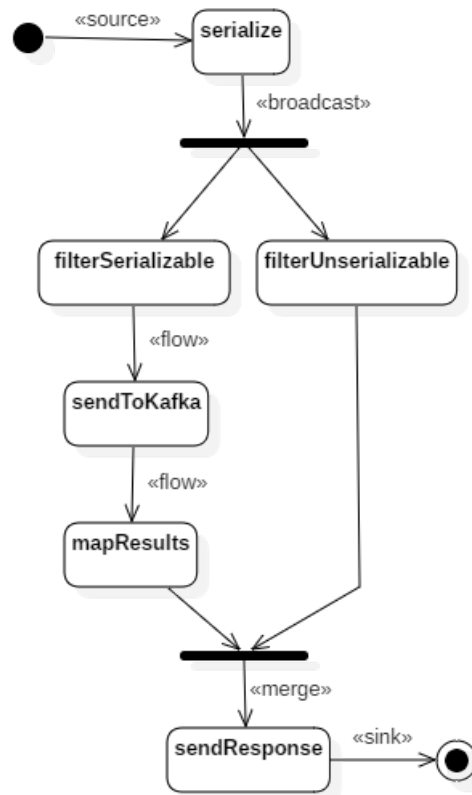 «source»
serialize
«broadcast»
filterSerializable
filterUnserializable
«flow»
sendToKafka
«flow»
mapResults
«merge»
sendResponse
«sink»